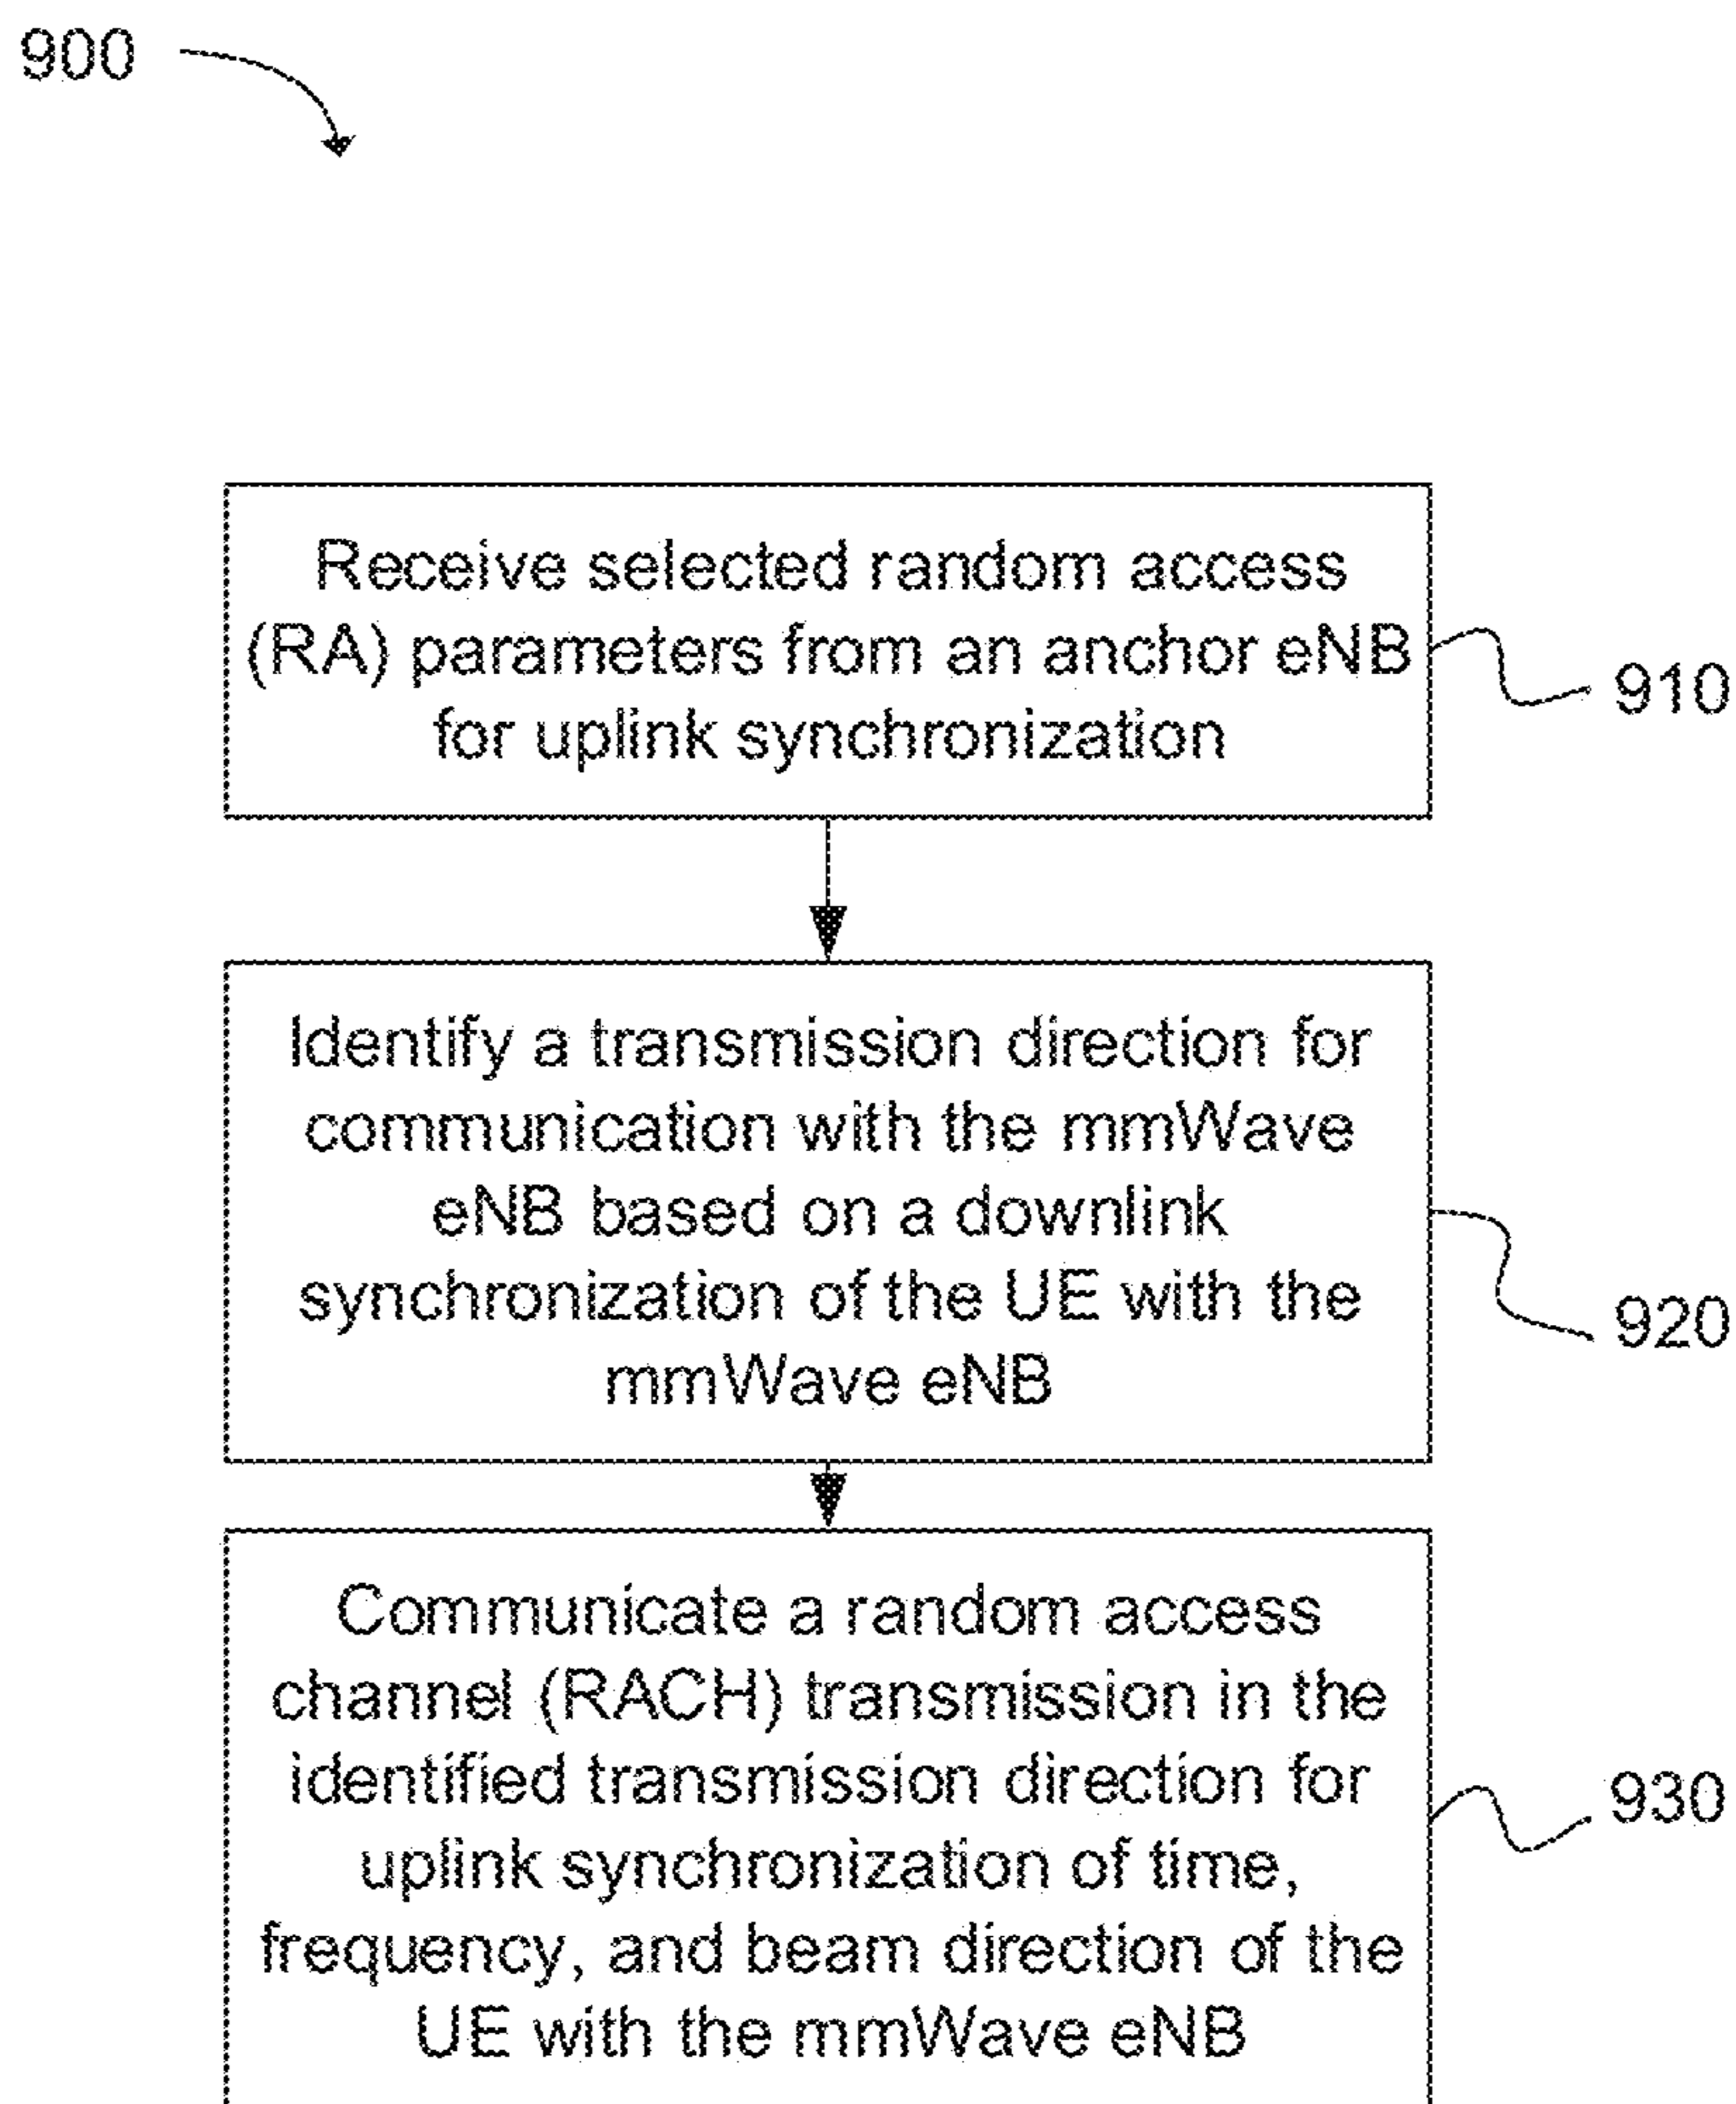 900
Receive selected random access
(RA) parameters from an anchor eNB
for uplink synchronization
910
Identify a transmission direction for
communication with the mmWave
eNB based on a downlink
synchronization of the UE with the
mmWave eNB
920
Communicate a random access
channel (RACH) transmission in the
identified transmission direction for
uplink synchronization of time,
frequency, and beam direction of the
UE with the mmWave eNB
930